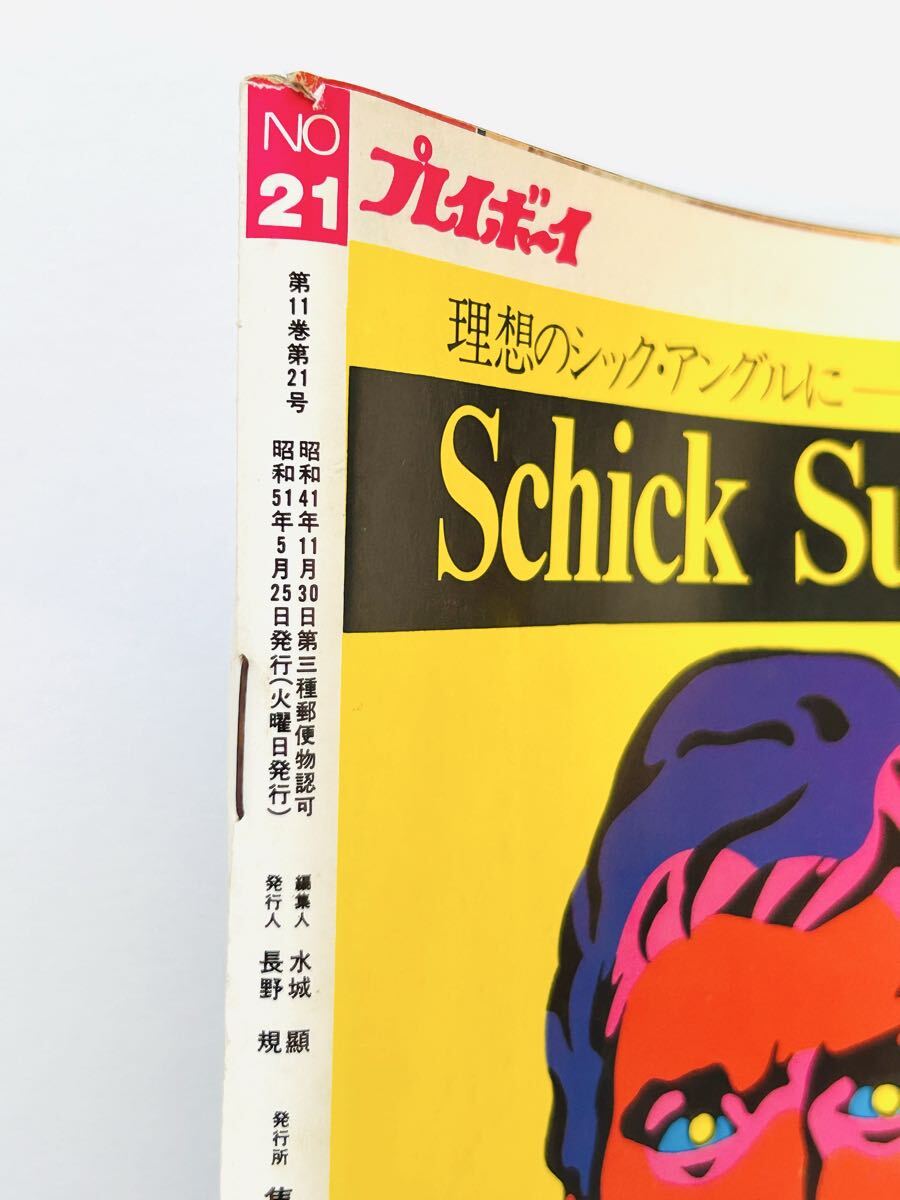 NO
21
プレイボーイ
第11巻第21号
昭和41年11月30日第三種郵便物認可
昭和51年5月25日発行(火曜日発行)
編集人 水城 顯
発行人 長野 規
発行所 集
理想のシック・アングルに—
Schick Su